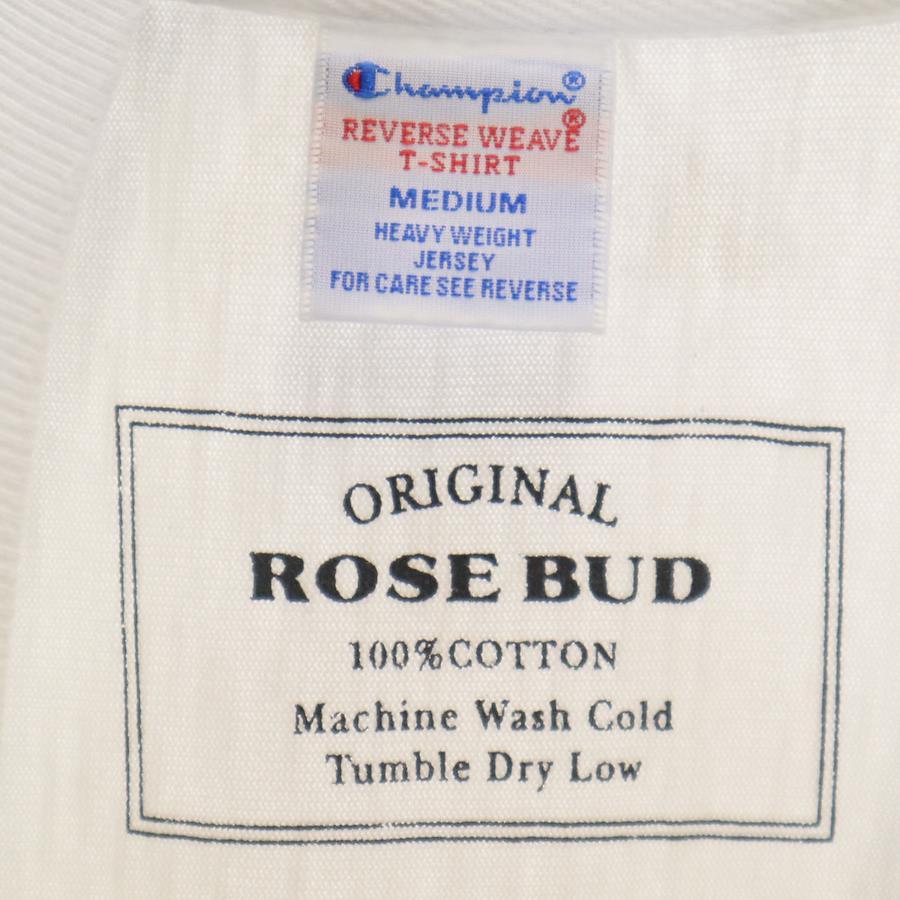 Champion®
REVERSE WEAVE®
T-SHIRT
MEDIUM
HEAVY WEIGHT
JERSEY
FOR CARE SEE REVERSE
ORIGINAL
ROSE BUD
100%COTTON
Machine Wash Cold
Tumble Dry Low